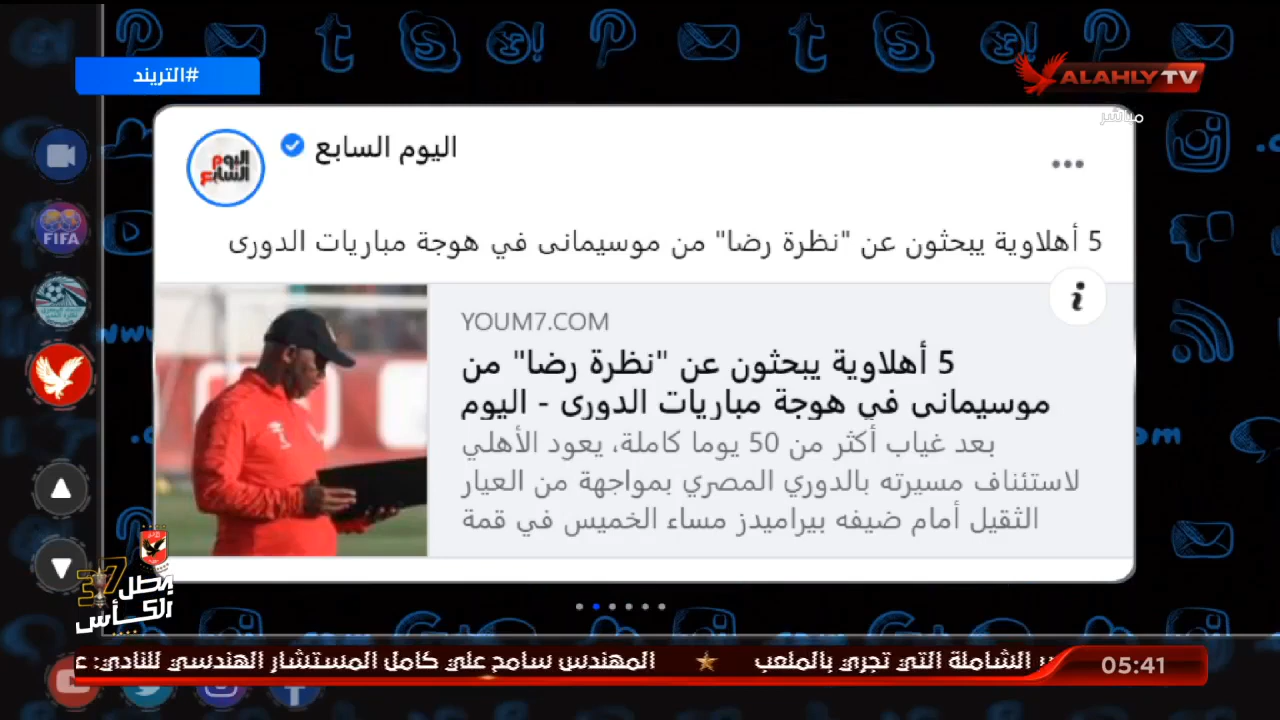 #التريند
ALAHLY TV
مباشر
اليوم السابع
اليوم السابع
5 أهلاوية يبحثون عن "نظرة رضا" من موسيمانى في هوجة مباريات الدورى
i
FIFA
YOUM7.COM
5 أهلاوية يبحثون عن "نظرة رضا" من
موسيمانى في هوجة مباريات الدورى - اليوم
بعد غياب أكثر من 50 يوما كاملة، يعود الأهلي
لاستئناف مسيرته بالدوري المصري بمواجهة من العيار
الثقيل أمام ضيفه بيراميدز مساء الخميس في قمة
37
بطل
الكأس
الشاملة التي تجري بالملعب ★ المهندس سامح علي كامل المستشار الهندسي للنادي:
05:41